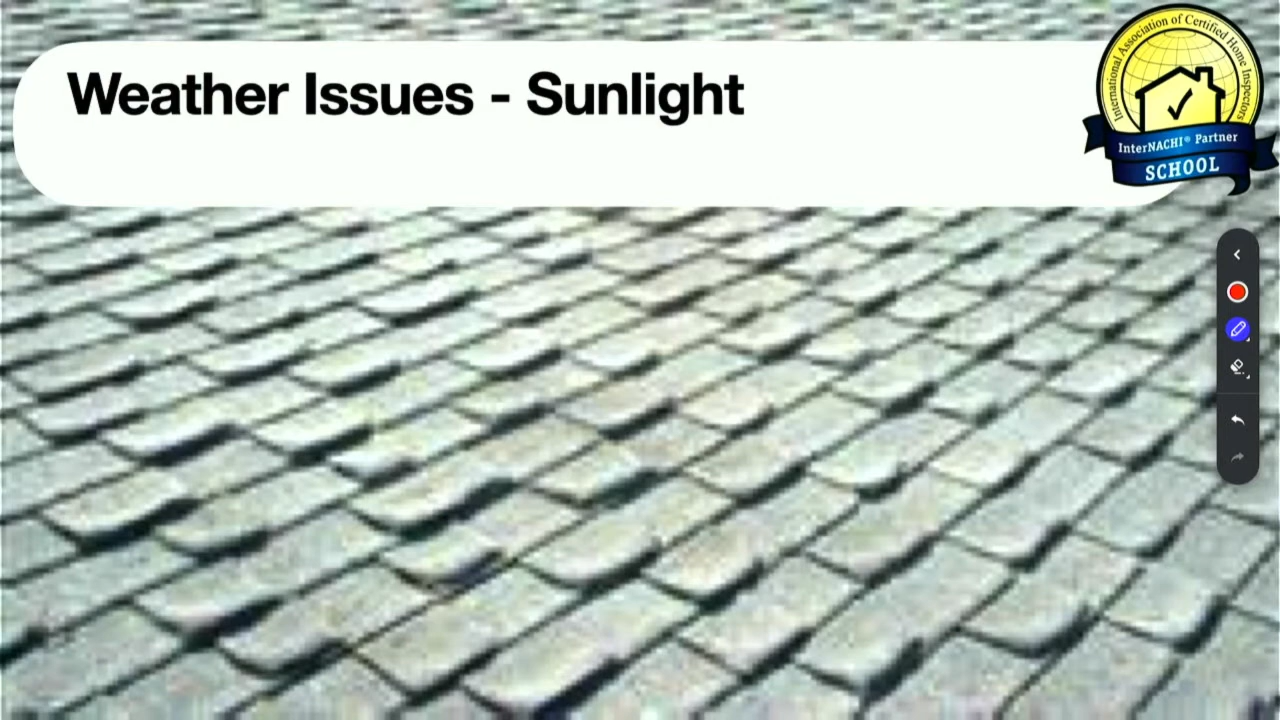 Weather Issues - Sunlight
International Association of Certified Home Inspectors
InterNACHI® Partner
SCHOOL